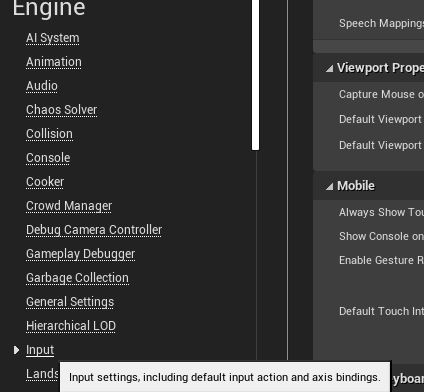 Engine
AI System
Animation
Audio
Chaos Solver
Collision
Console
Cooker
Crowd Manager
Debug Camera Controller
Gameplay Debugger
Garbage Collection
General Settings
Hierarchical LOD
Input
Lands
Input settings, including default input action and axis bindings.
Speech Mappings
Viewport Prope
Capture Mouse o
Default Viewport
Default Viewport
Mobile
Always Show Tou
Show Console on
Enable Gesture R
Default Touch Int
yboar